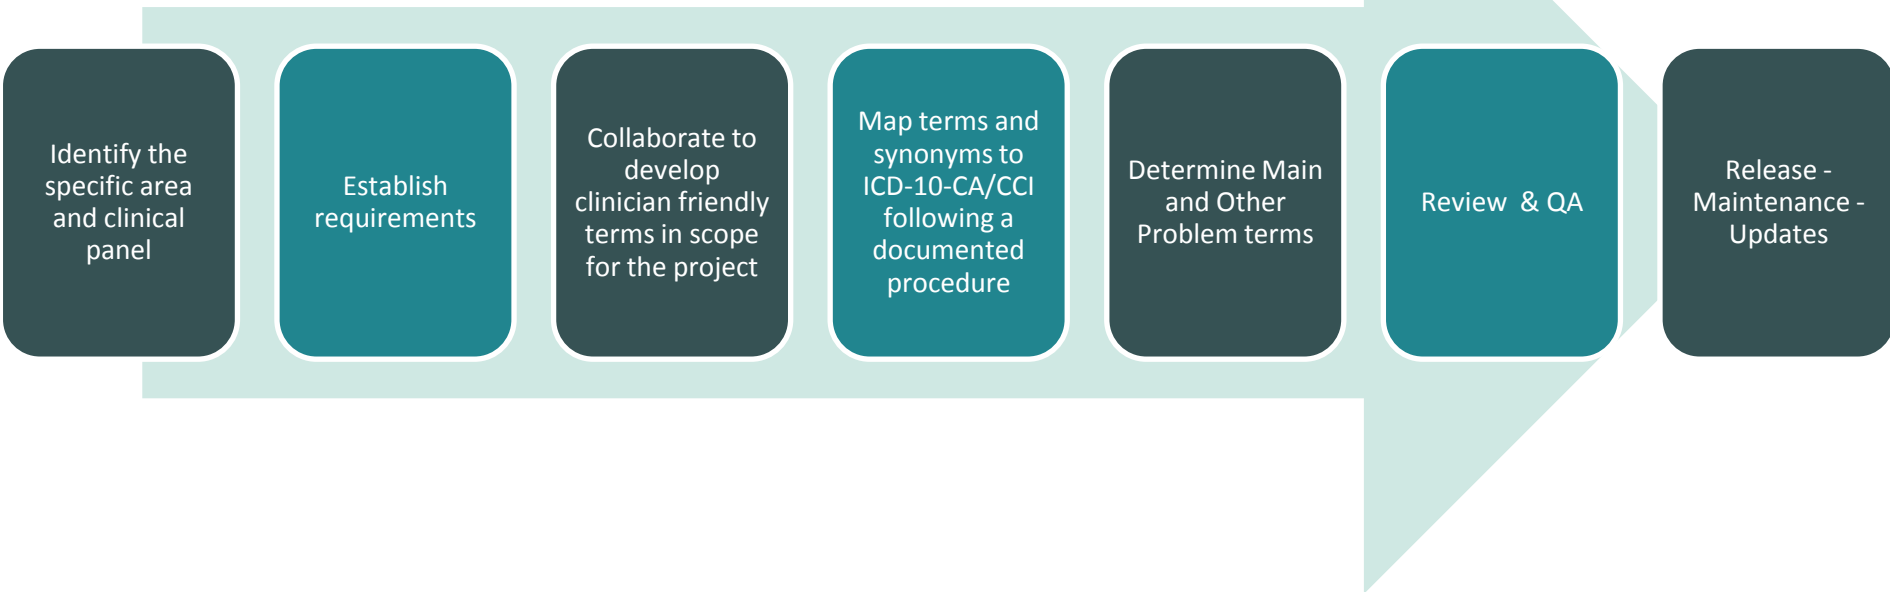 Identify the
specific area
and clinical
panel
Establish
requirements
Collaborate to
develop
clinician friendly
terms in scope
for the project
Map terms and
synonyms to
ICD-10-CA/CCI
following a
documented
procedure
Determine Main
and Other
Problem terms
Review & QA
Release -
Maintenance -
Updates